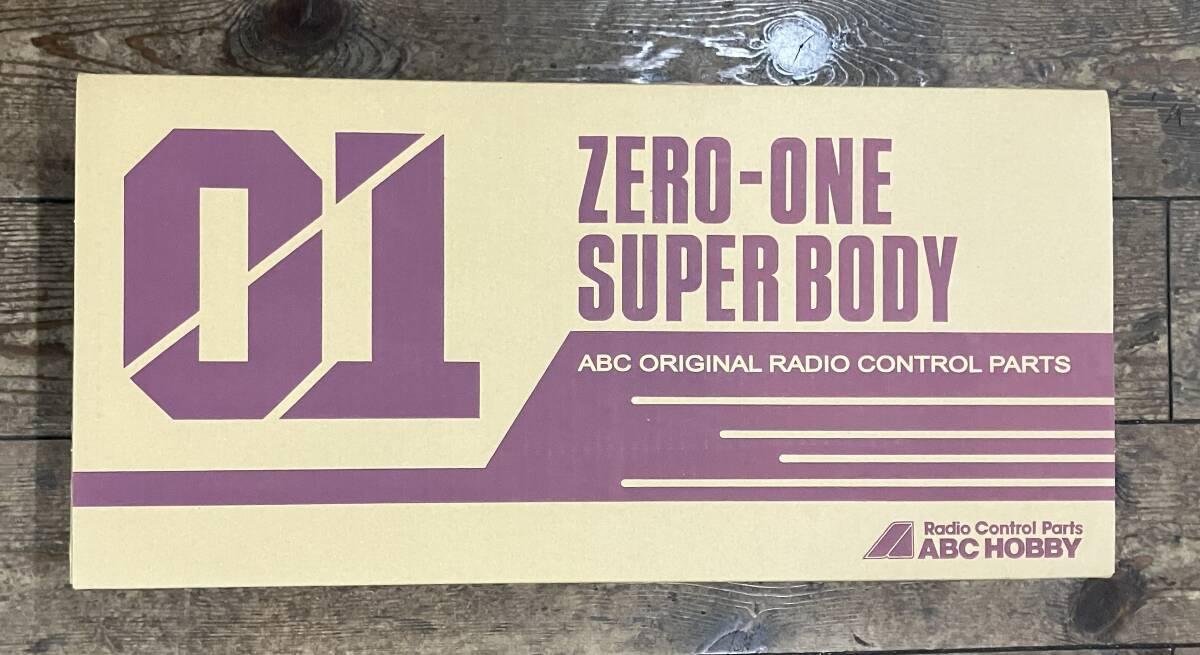 01
ZERO-ONE
SUPER BODY
ABC ORIGINAL RADIO CONTROL PARTS
Radio Control Parts
ABC HOBBY